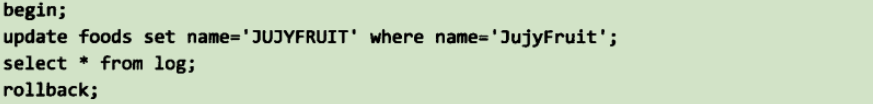 begin;
update foods set name='JUJYFRUIT' where name='JujyFruit';
select * from log;
rollback;